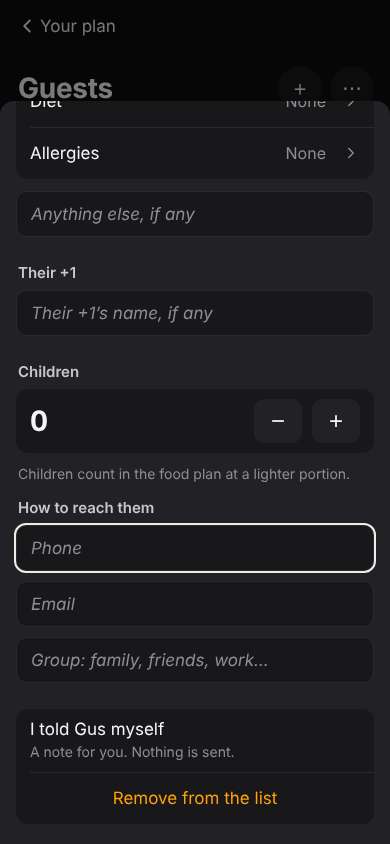 Your plan
Guests
Diet None
Allergies None
Anything else, if any
Their +1
Their +1's name, if any
Children
0
Children count in the food plan at a lighter portion.
How to reach them
Phone
Email
Group: family, friends, work...
I told Gus myself
A note for you. Nothing is sent.
Remove from the list